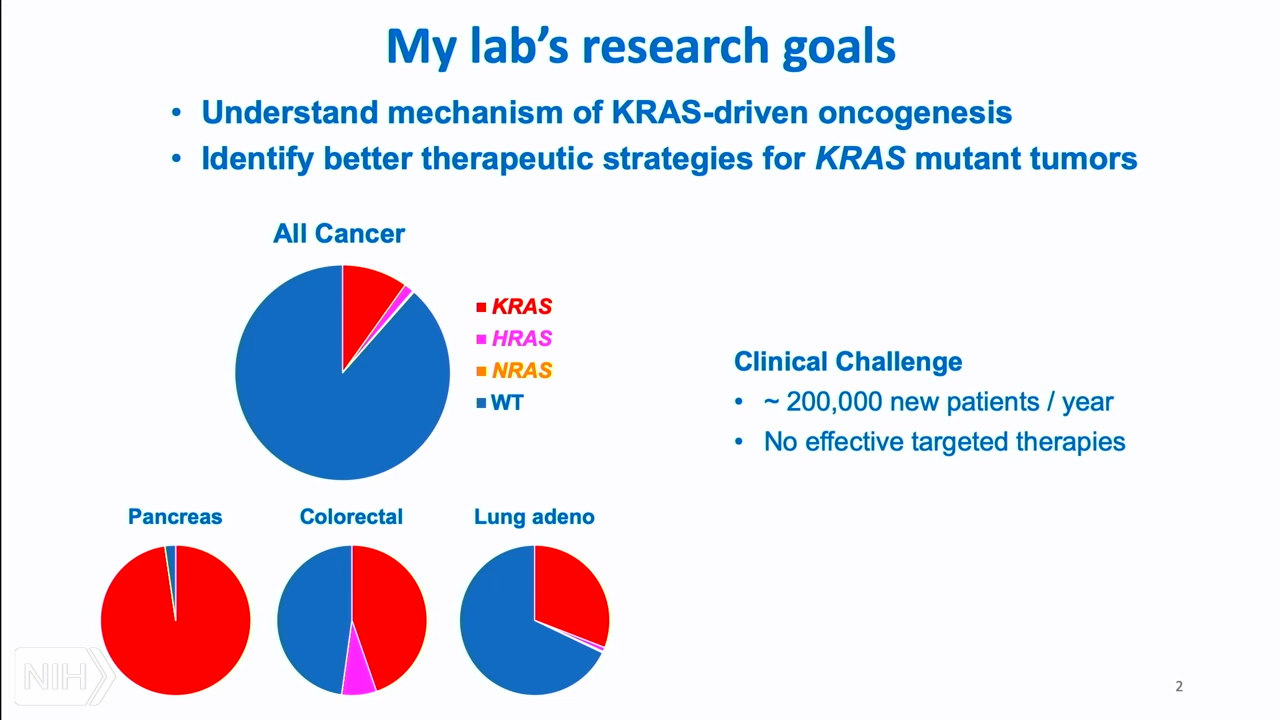 My lab’s research goals
• Understand mechanism of KRAS-driven oncogenesis
• Identify better therapeutic strategies for KRAS mutant tumors
All Cancer
KRAS
HRAS
NRAS
WT
Clinical Challenge
• ~ 200,000 new patients / year
• No effective targeted therapies
Pancreas
Colorectal
Lung adeno
NIH
2